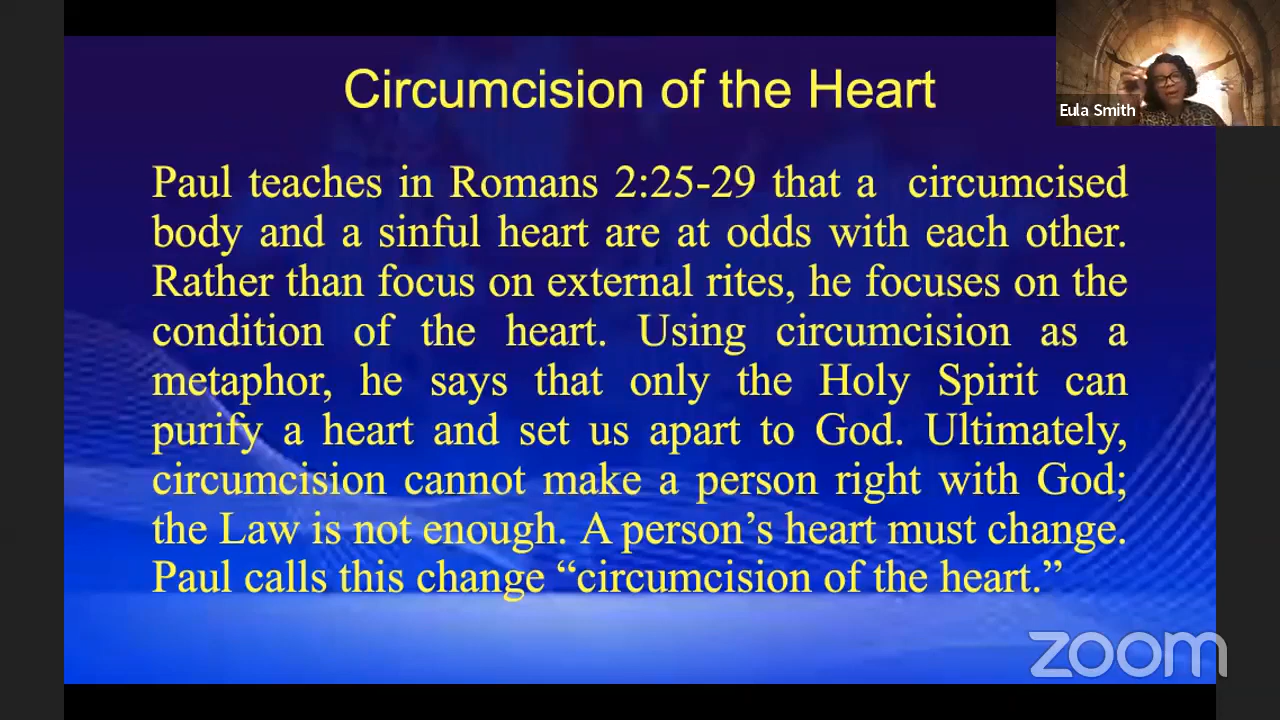 Circumcision of the Heart
Eula Smith
Paul teaches in Romans 2:25-29 that a circumcised
body and a sinful heart are at odds with each other.
Rather than focus on external rites, he focuses on the
condition of the heart. Using circumcision as a
metaphor, he says that only the Holy Spirit can
purify a heart and set us apart to God. Ultimately,
circumcision cannot make a person right with God;
the Law is not enough. A person’s heart must change.
Paul calls this change “circumcision of the heart.”
zoom